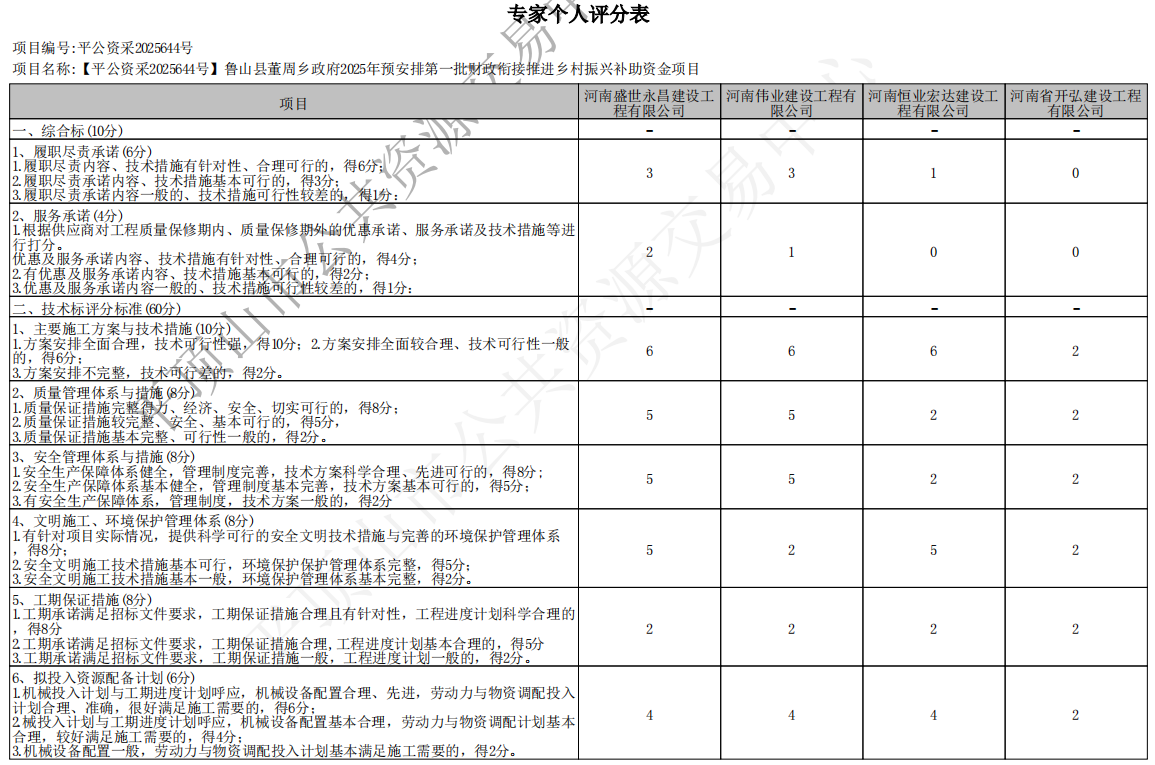 专家个人评分表
项目编号:平公资采2025644号
项目名称:【平公资采2025644号】鲁山县董周乡政府2025年预安排第一批财政衔接推进乡村振兴补助资金项目
项目
河南盛世永昌建设工
程有限公司
河南伟业建设工程有
限公司
河南恒业宏达建设工
程有限公司
河南省开弘建设工程
有限公司
一、综合标(10分)
- - - -
1、履职尽责承诺(6分)
1.履职尽责内容、技术措施有针对性、合理可行的，得6分；
2.履职尽责承诺内容、技术措施基本可行的，得3分；
3.履职尽责承诺内容一般的、技术措施可行性较差的，得1分：
3 3 1 0
2、服务承诺(4分)
1.根据供应商对工程质量保修期内、质量保修期外的优惠承诺、服务承诺及技术措施等进
行打分。
优惠及服务承诺内容、技术措施有针对性、合理可行的，得4分；
2.有优惠及服务承诺内容、技术措施基本可行的，得2分；
3.优惠及服务承诺内容一般的、技术措施可行性较差的，得1分：
2 1 0 0
二、技术标评分标准(60分)
- - - -
1、主要施工方案与技术措施(10分)
1.方案安排全面合理，技术可行性强，得10分；2.方案安排全面较合理、技术可行性一般
的，得6分；
3.方案安排不完整，技术可行差的，得2分。
6 6 6 2
2、质量管理体系与措施(8分)
1.质量保证措施完整得力、经济、安全、切实可行的，得8分；
2.质量保证措施较完整、安全、基本可行的，得5分，
3.质量保证措施基本完整、可行性一般的，得2分。
5 5 2 2
3、安全管理体系与措施(8分)
1.安全生产保障体系健全，管理制度完善，技术方案科学合理、先进可行的，得8分；
2.安全生产保障体系基本健全，管理制度基本完善，技术方案基本可行的，得5分；
3.有安全生产保障体系，管理制度，技术方案一般的，得2分
5 5 2 2
4、文明施工、环境保护管理体系(8分)
1.有针对项目实际情况，提供科学可行的安全文明技术措施与完善的环境保护管理体系
，得8分；
2.安全文明施工技术措施基本可行，环境保护保护管理体系完整，得5分；
3.安全文明施工技术措施基本一般，环境保护管理体系基本完整，得2分。
5 2 5 2
5、工期保证措施(8分)
1.工期承诺满足招标文件要求，工期保证措施合理且有针对性，工程进度计划科学合理的
，得8分
2.工期承诺满足招标文件要求，工期保证措施合理,工程进度计划基本合理的，得5分
3.工期承诺满足招标文件要求，工期保证措施一般，工程进度计划一般的，得2分。
2 2 2 2
6、拟投入资源配备计划(6分)
1.机械投入计划与工期进度计划呼应，机械设备配置合理、先进，劳动力与物资调配投入
计划合理、准确，很好满足施工需要的，得6分；
2.械投入计划与工期进度计划呼应，机械设备配置基本合理，劳动力与物资调配计划基本
合理，较好满足施工需要的，得4分；
3.机械设备配置一般，劳动力与物资调配投入计划基本满足施工需要的，得2分。
4 4 4 2
平顶山市公共资源交易中
平顶山市公共资源交易中心